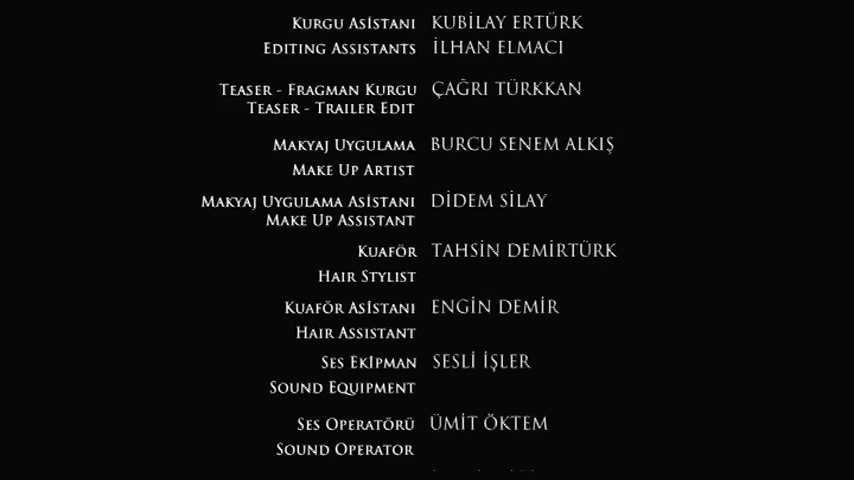 Kurgu Asistanı KUBİLAY ERTÜRK
Editing Assistants İLHAN ELMACI
Teaser - Fragman Kurgu ÇAĞRI TÜRKKAN
Teaser - Trailer Edit
Makyaj Uygulama BURCU SENEM ALKIŞ
Make Up Artist
Makyaj Uygulama Asistanı DİDEM SİLAY
Make Up Assistant
Kuaför TAHSİN DEMİRTÜRK
Hair Stylist
Kuaför Asistanı ENGİN DEMİR
Hair Assistant
Ses Ekipman SESLİ İŞLER
Sound Equipment
Ses Operatörü ÜMİT ÖKTEM
Sound Operator